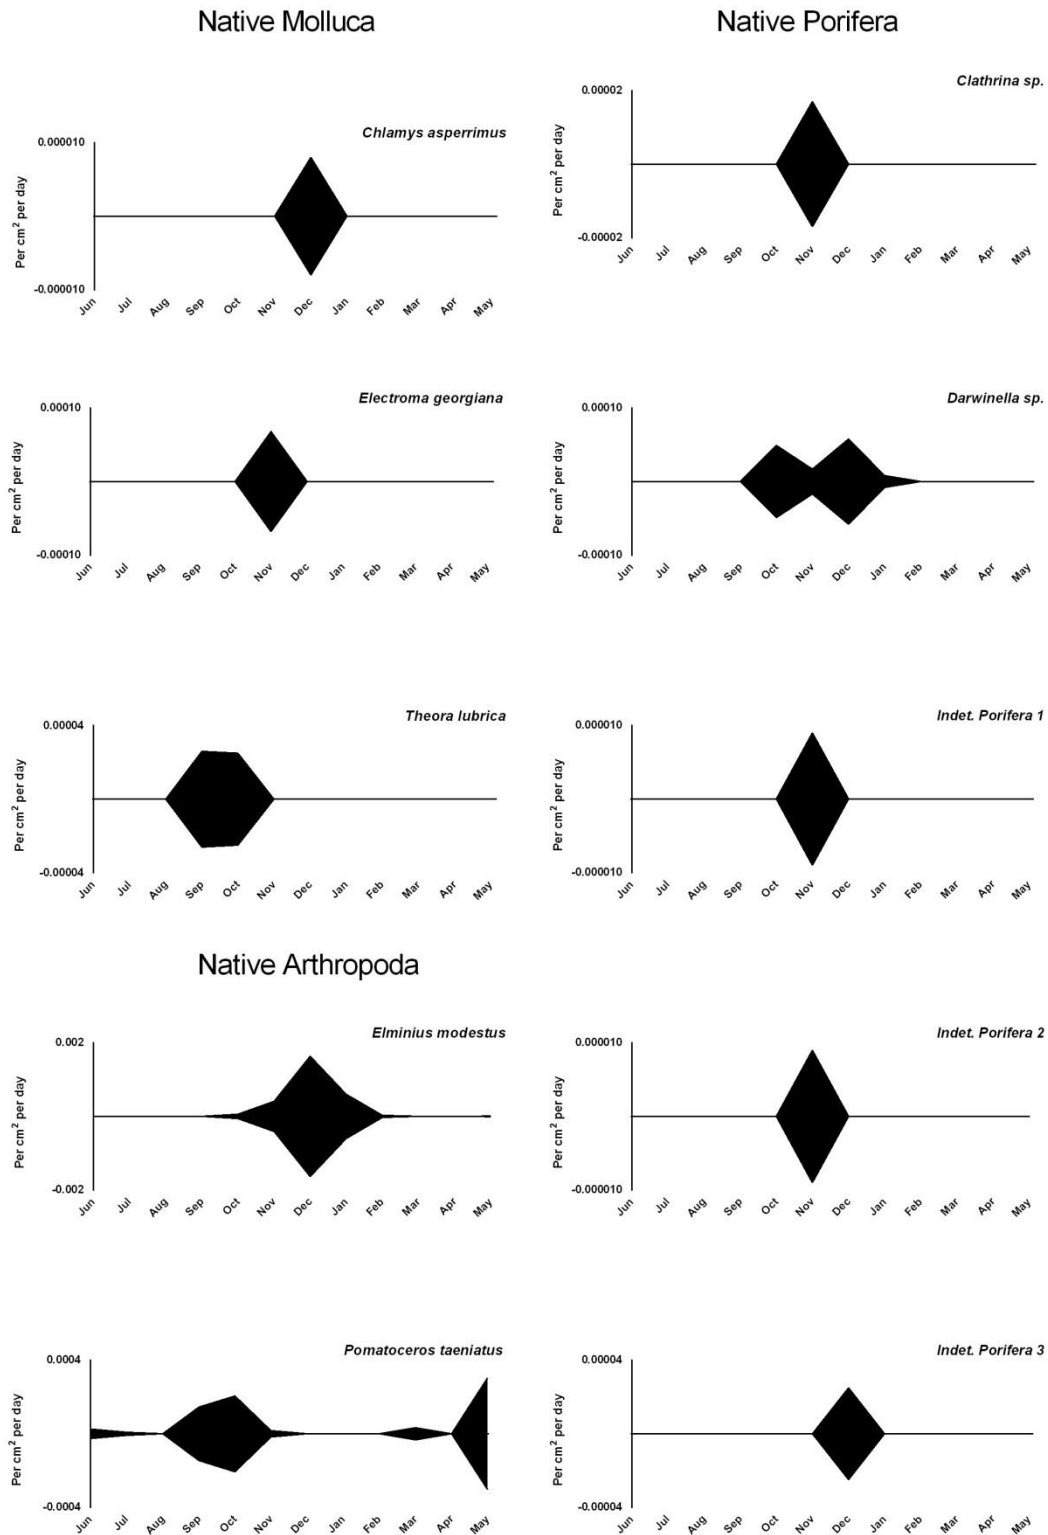 Native Molluca
Chlamys asperrimus
0.000010
Per cm² per day
-0.000010
Jun Jul Aug Sep Oct Nov Dec Jan Feb Mar Apr May
Electroma georgiana
0.00010
Per cm² per day
-0.00010
Jun Jul Aug Sep Oct Nov Dec Jan Feb Mar Apr May
Theora lubrica
0.00004
Per cm² per day
-0.00004
Jun Jul Aug Sep Oct Nov Dec Jan Feb Mar Apr May
Native Arthropoda
Elminius modestus
0.002
Per cm² per day
-0.002
Jun Jul Aug Sep Oct Nov Dec Jan Feb Mar Apr May
Pomatoceros taeniatus
0.0004
Per cm² per day
-0.0004
Jun Jul Aug Sep Oct Nov Dec Jan Feb Mar Apr May
Native Porifera
Clathrina sp.
0.00002
Per cm² per day
-0.00002
Jun Jul Aug Sep Oct Nov Dec Jan Feb Mar Apr May
Darwinella sp.
0.00010
Per cm² per day
-0.00010
Jun Jul Aug Sep Oct Nov Dec Jan Feb Mar Apr May
Indet. Porifera 1
0.000010
Per cm² per day
-0.000010
Jun Jul Aug Sep Oct Nov Dec Jan Feb Mar Apr May
Indet. Porifera 2
0.000010
Per cm² per day
-0.000010
Jun Jul Aug Sep Oct Nov Dec Jan Feb Mar Apr May
Indet. Porifera 3
0.00004
Per cm² per day
-0.00004
Jun Jul Aug Sep Oct Nov Dec Jan Feb Mar Apr May